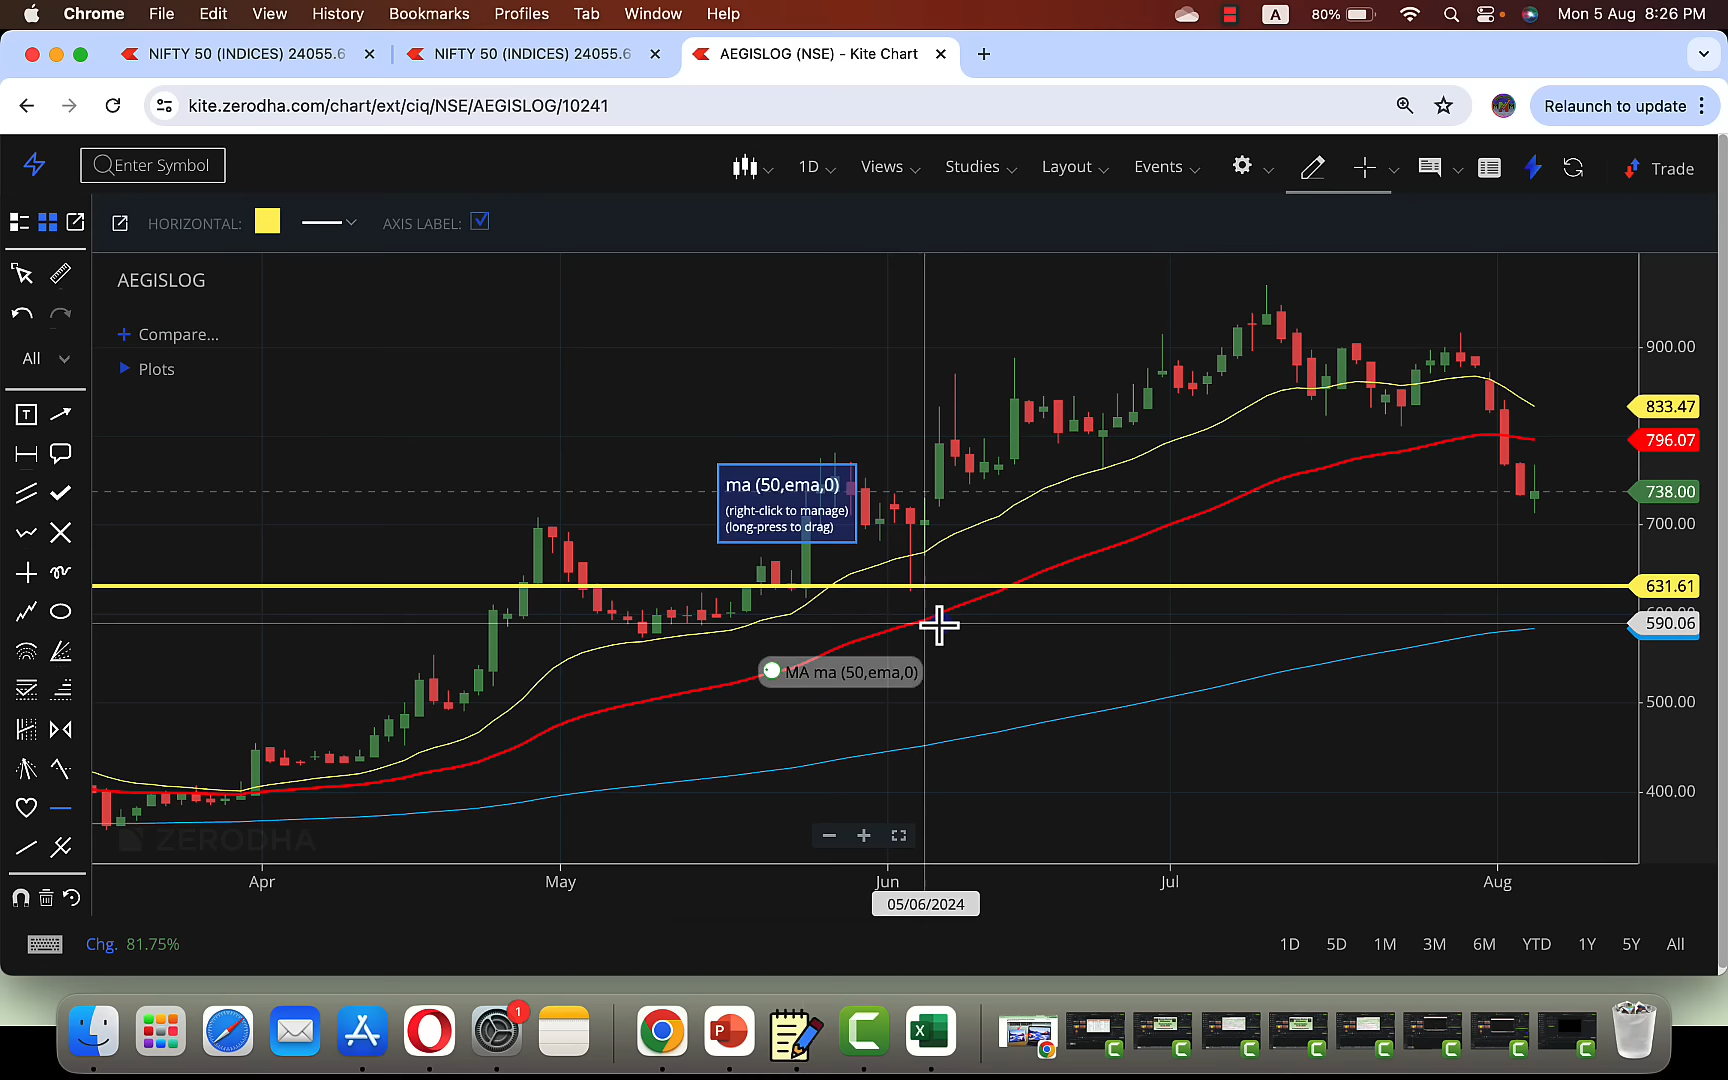 Chrome File Edit View History Bookmarks Profiles Tab Window Help A 80% Mon 5 Aug 8:26 PM
NIFTY 50 (INDICES) 24055.6 NIFTY 50 (INDICES) 24055.6 AEGISLOG (NSE) - Kite Chart
kite.zerodha.com/chart/ext/ciq/NSE/AEGISLOG/10241 Relaunch to update
Enter Symbol 1D Views Studies Layout Events Trade
HORIZONTAL: AXIS LABEL:
AEGISLOG
Compare...
Plots
All
T
ma (50,ema,0)
(right-click to manage)
(long-press to drag)
MA ma (50,ema,0)
900.00
833.47
796.07
738.00
700.00
631.61
590.06
500.00
400.00
ZERODHA
Apr May Jun Jul Aug
05/06/2024
Chg. 81.75% 1D 5D 1M 3M 6M YTD 1Y 5Y All
1